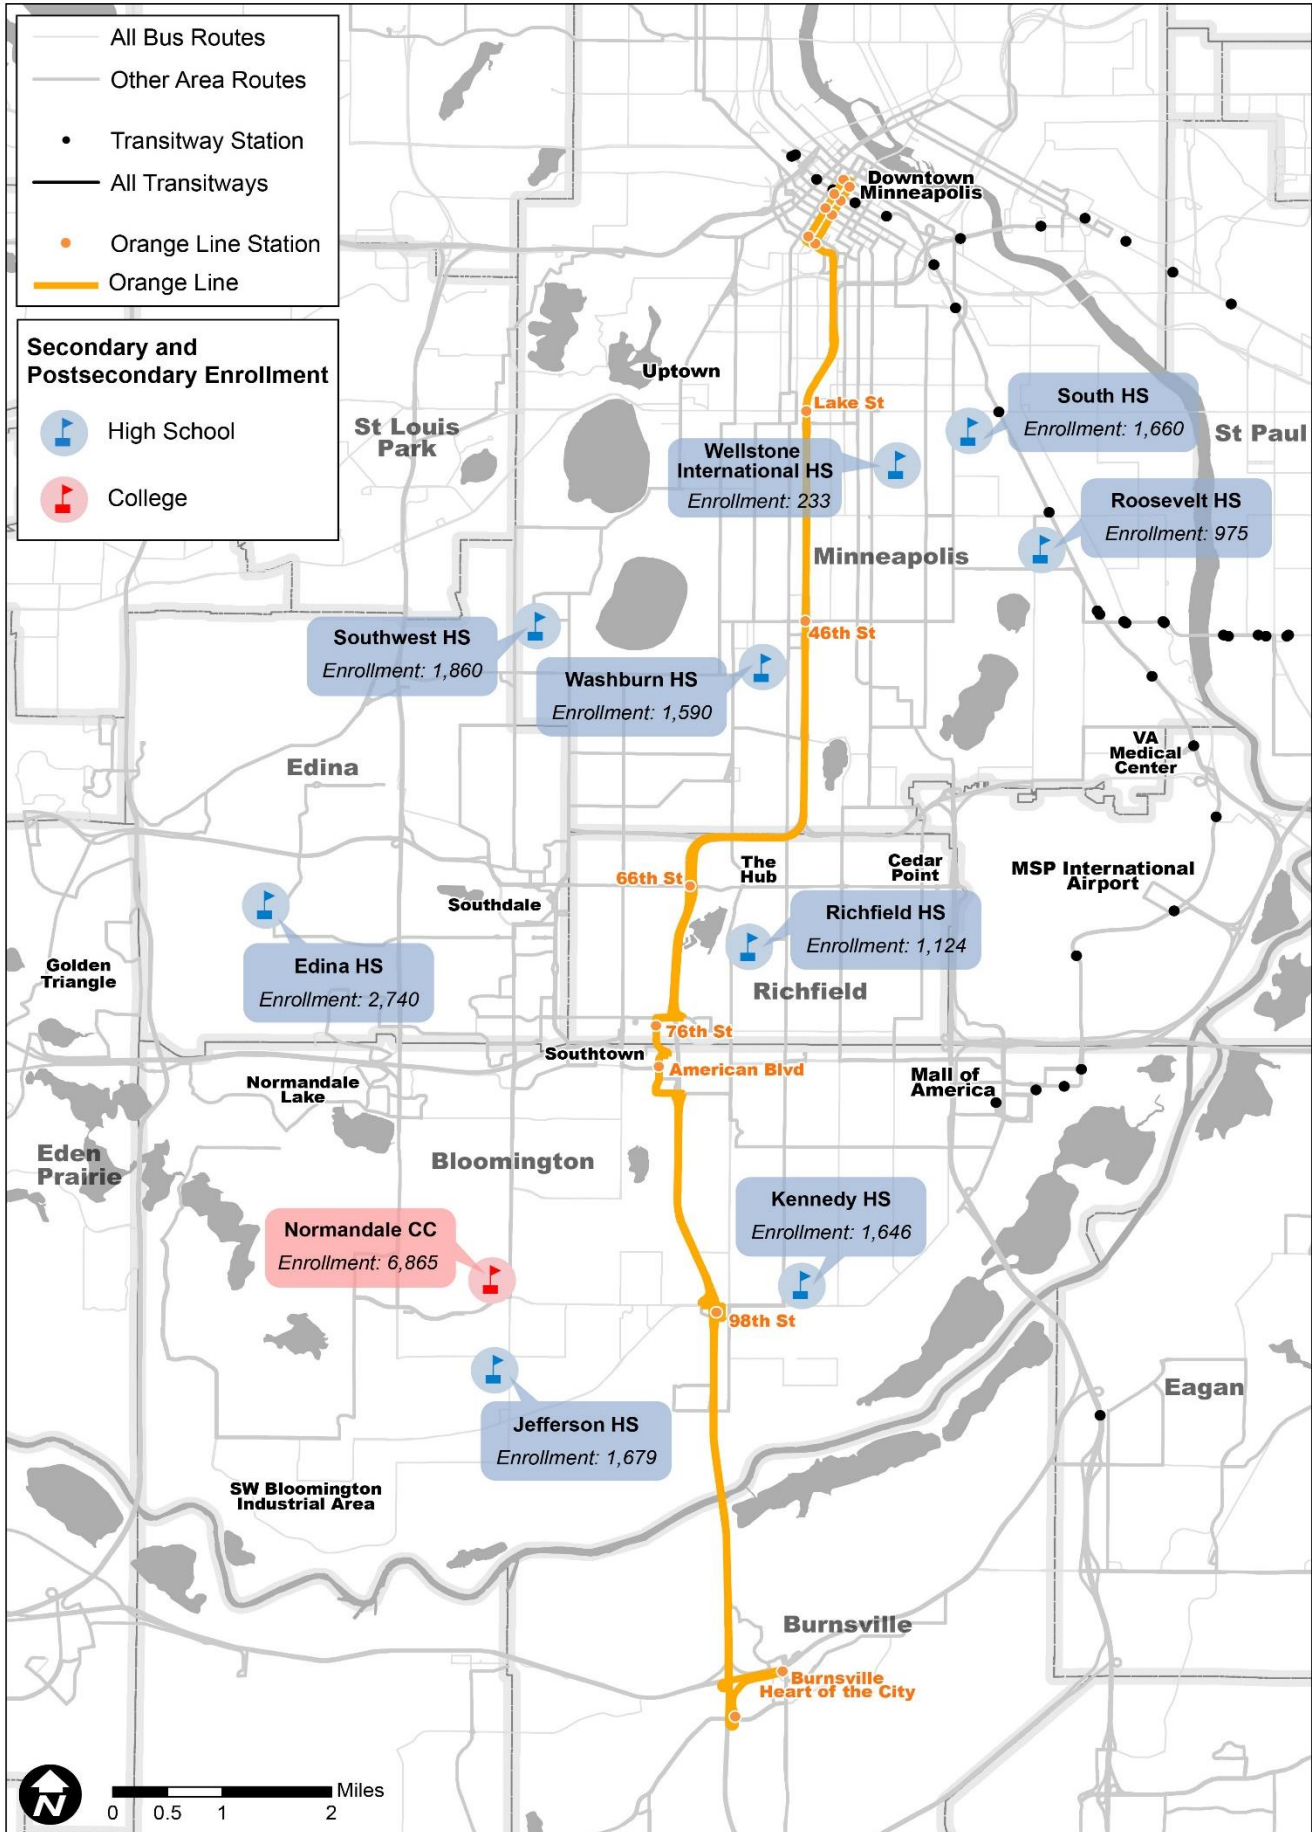 All Bus Routes
Other Area Routes
Transitway Station
All Transitways
Orange Line Station
Orange Line
Secondary and
Postsecondary Enrollment
High School
College
Downtown
Minneapolis
Uptown
St Louis
Park
Lake St
South HS
Enrollment: 1,660
St Paul
Wellstone
International HS
Enrollment: 233
Roosevelt HS
Enrollment: 975
Minneapolis
Southwest HS
Enrollment: 1,860
46th St
Washburn HS
Enrollment: 1,590
VA
Medical
Center
Edina
The
Hub
Cedar
Point
MSP International
Airport
66th St
Southdale
Richfield HS
Enrollment: 1,124
Edina HS
Enrollment: 2,740
Golden
Triangle
Richfield
76th St
Southtown
American Blvd
Normandale
Lake
Mall of
America
Eden
Prairie
Bloomington
Kennedy HS
Enrollment: 1,646
Normandale CC
Enrollment: 6,865
98th St
Eagan
Jefferson HS
Enrollment: 1,679
SW Bloomington
Industrial Area
Burnsville
Burnsville
Heart of the City
N
Miles
0 0.5 1 2